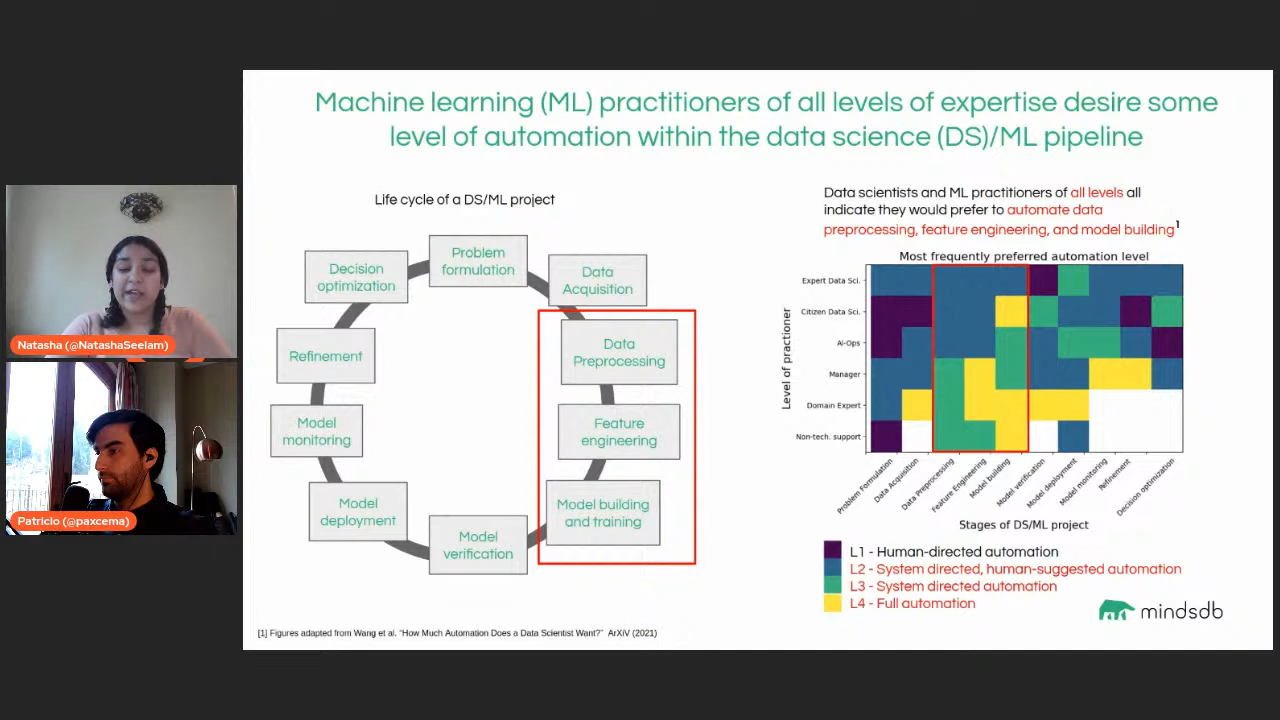 Machine learning (ML) practitioners of all levels of expertise desire some
level of automation within the data science (DS)/ML pipeline
Life cycle of a DS/ML project
Problem
formulation
Data
Acquisition
Data
Preprocessing
Feature
engineering
Model building
and training
Model
verification
Model
deployment
Model
monitoring
Refinement
Decision
optimization
Data scientists and ML practitioners of all levels all
indicate they would prefer to automate data
preprocessing, feature engineering, and model building1
Most frequently preferred automation level
Level of practioner
Expert Data Sci.
Citizen Data Sci.
AI-Ops
Manager
Domain Expert
Non-tech. support
Problem Formulation
Data Acquisition
Data Preprocessing
Feature Engineering
Model building
Model verification
Model deployment
Model monitoring
Refinement
Decision optimization
Stages of DS/ML project
L1 - Human-directed automation
L2 - System directed, human-suggested automation
L3 - System directed automation
L4 - Full automation
mindsdb
[1] Figures adapted from Wang et al. "How Much Automation Does a Data Scientist Want?" ArXiV (2021)
Natasha (@NatashaSeelam)
Patricio (@paxcema)